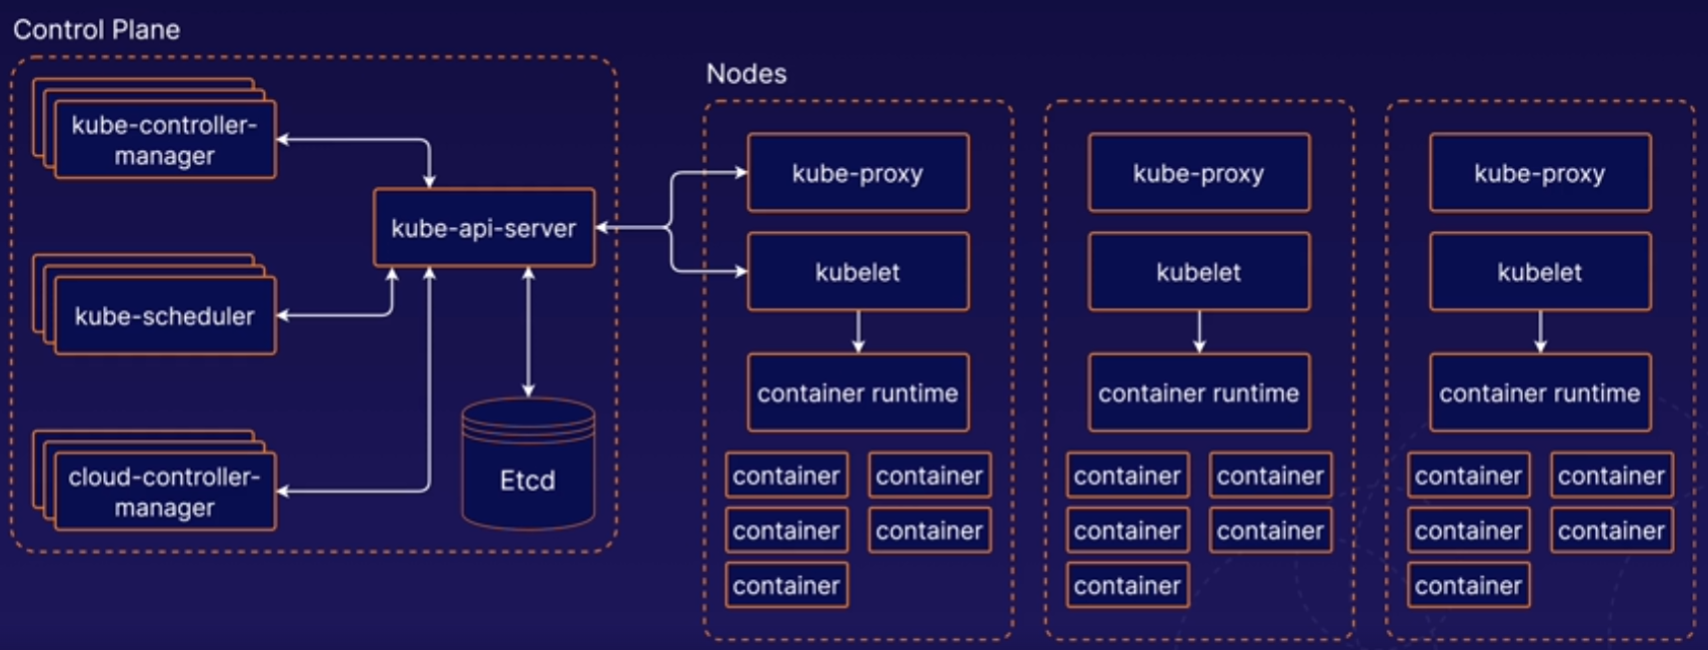 Control Plane
kube-controller-
manager
kube-api-server
kube-scheduler
cloud-controller-
manager
Etcd
Nodes
kube-proxy
kubelet
container runtime
container container
container container
container
kube-proxy
kubelet
container runtime
container container
container container
container
kube-proxy
kubelet
container runtime
container container
container container
container